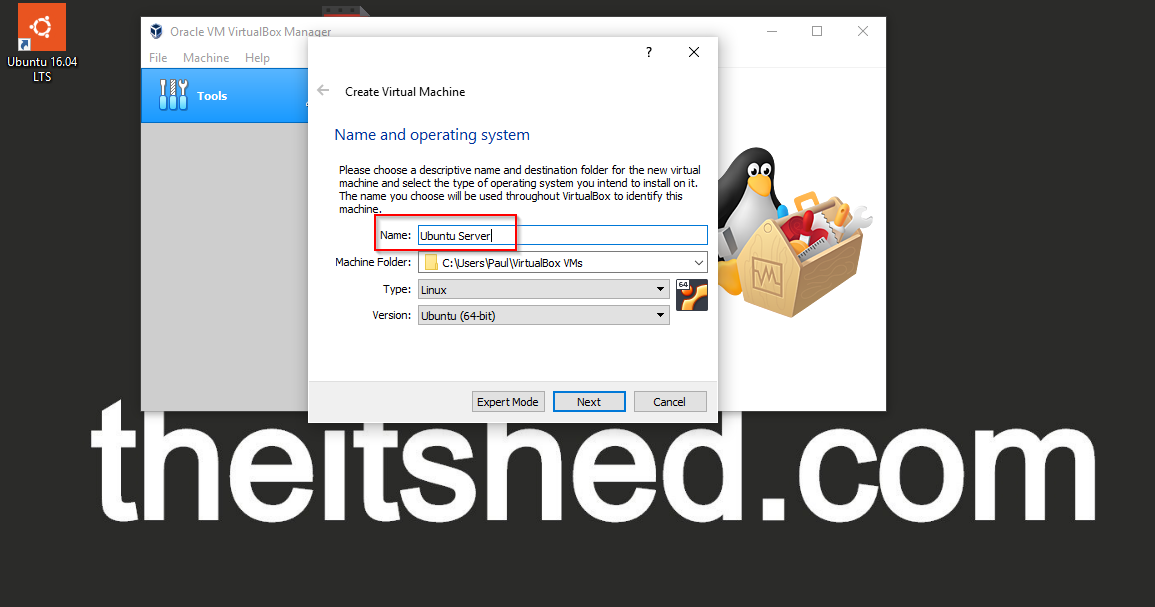 Ubuntu 16.04
LTS
Oracle VM VirtualBox Manager
File Machine Help
Tools
?
Create Virtual Machine
Name and operating system
Please choose a descriptive name and destination folder for the new virtual
machine and select the type of operating system you intend to install on it.
The name you choose will be used throughout VirtualBox to identify this
machine.
Name: Ubuntu Server
Machine Folder: C:\Users\Paul\VirtualBox VMs
Type: Linux
64
Version: Ubuntu (64-bit)
Expert Mode Next Cancel
theitshed.com